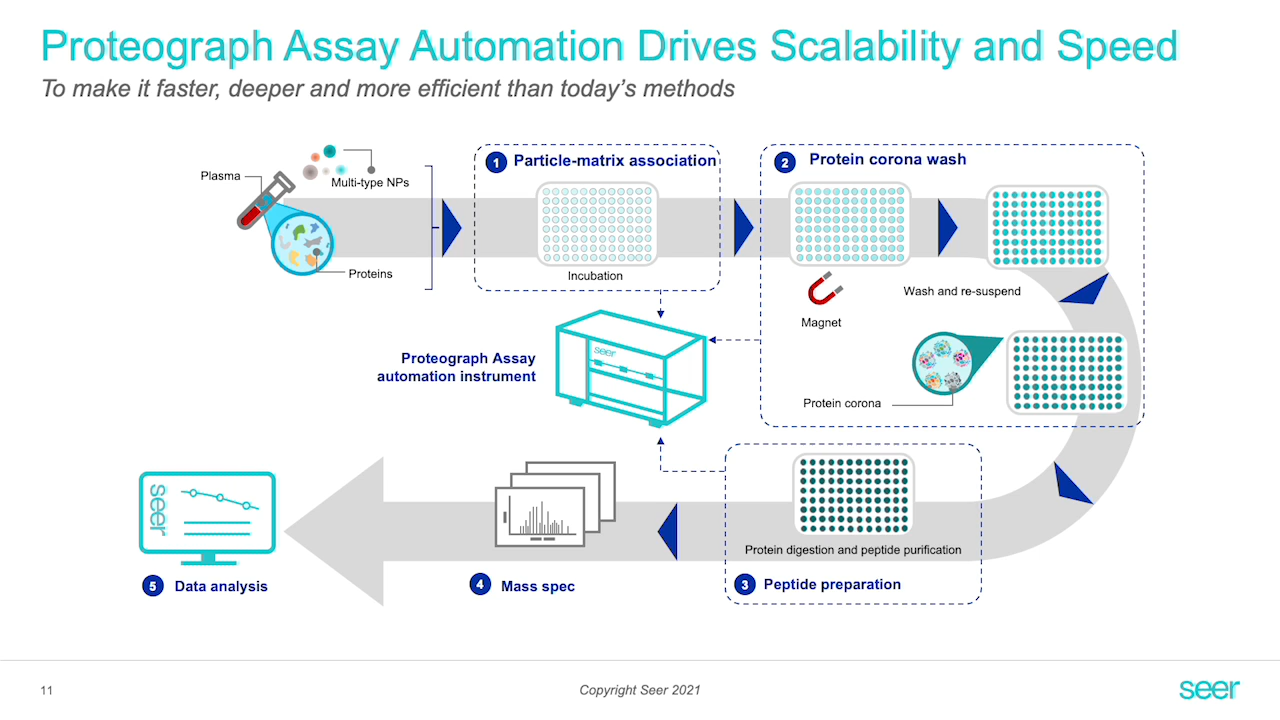 Proteograph Assay Automation Drives Scalability and Speed
To make it faster, deeper and more efficient than today's methods
Plasma
Multi-type NPs
Proteins
1 Particle-matrix association
Incubation
2 Protein corona wash
Magnet
Wash and re-suspend
Protein corona
Proteograph Assay
automation instrument
seer
Protein digestion and peptide purification
3 Peptide preparation
4 Mass spec
seer
5 Data analysis
11
Copyright Seer 2021
seer